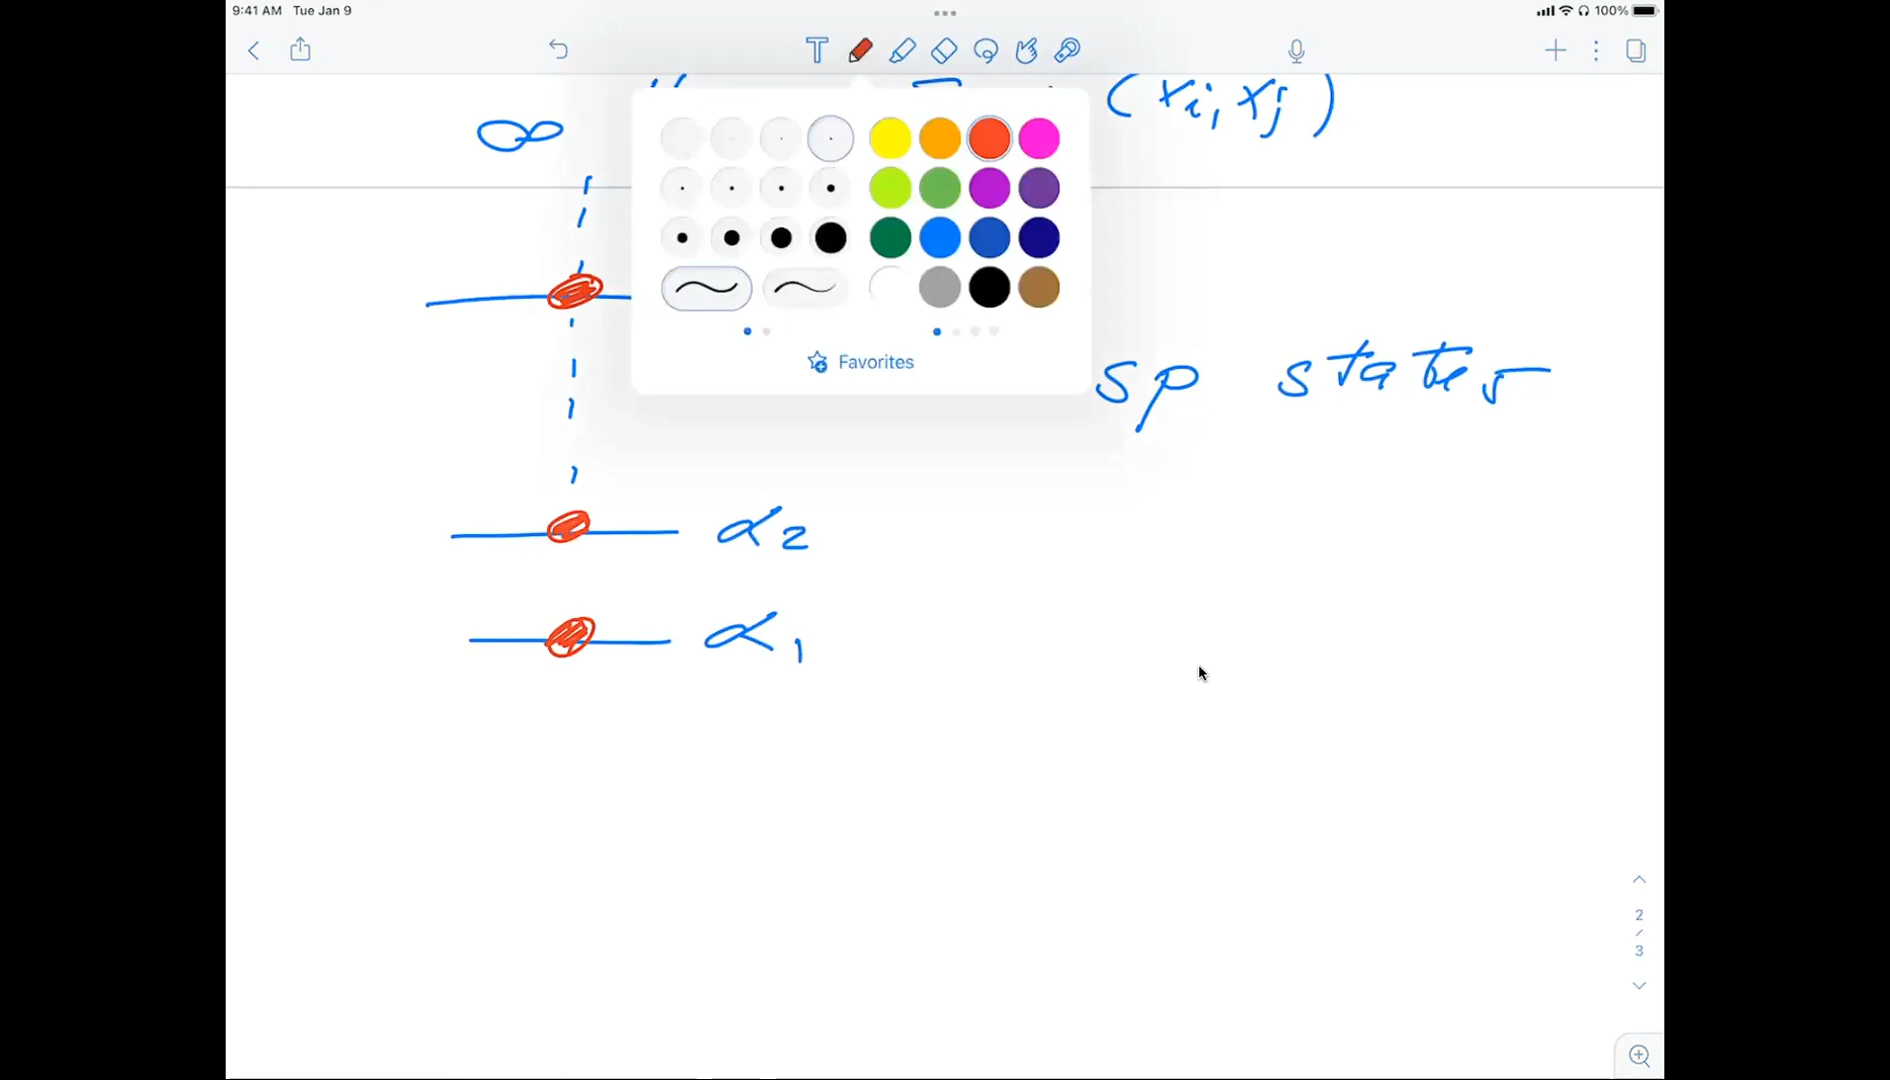 9:41 AM Tue Jan 9 100%
(xi, xj)
∞
Favorites
sp states
α2
α1
2
/
3